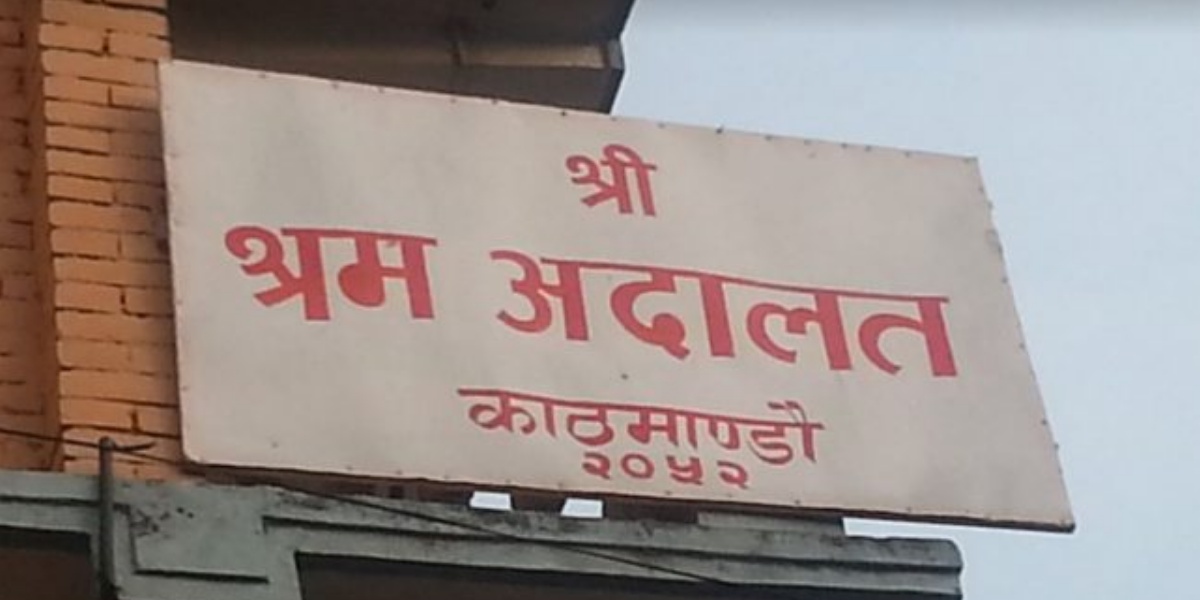 श्री
श्रम अदालत
काठमाण्डौ
२०५२